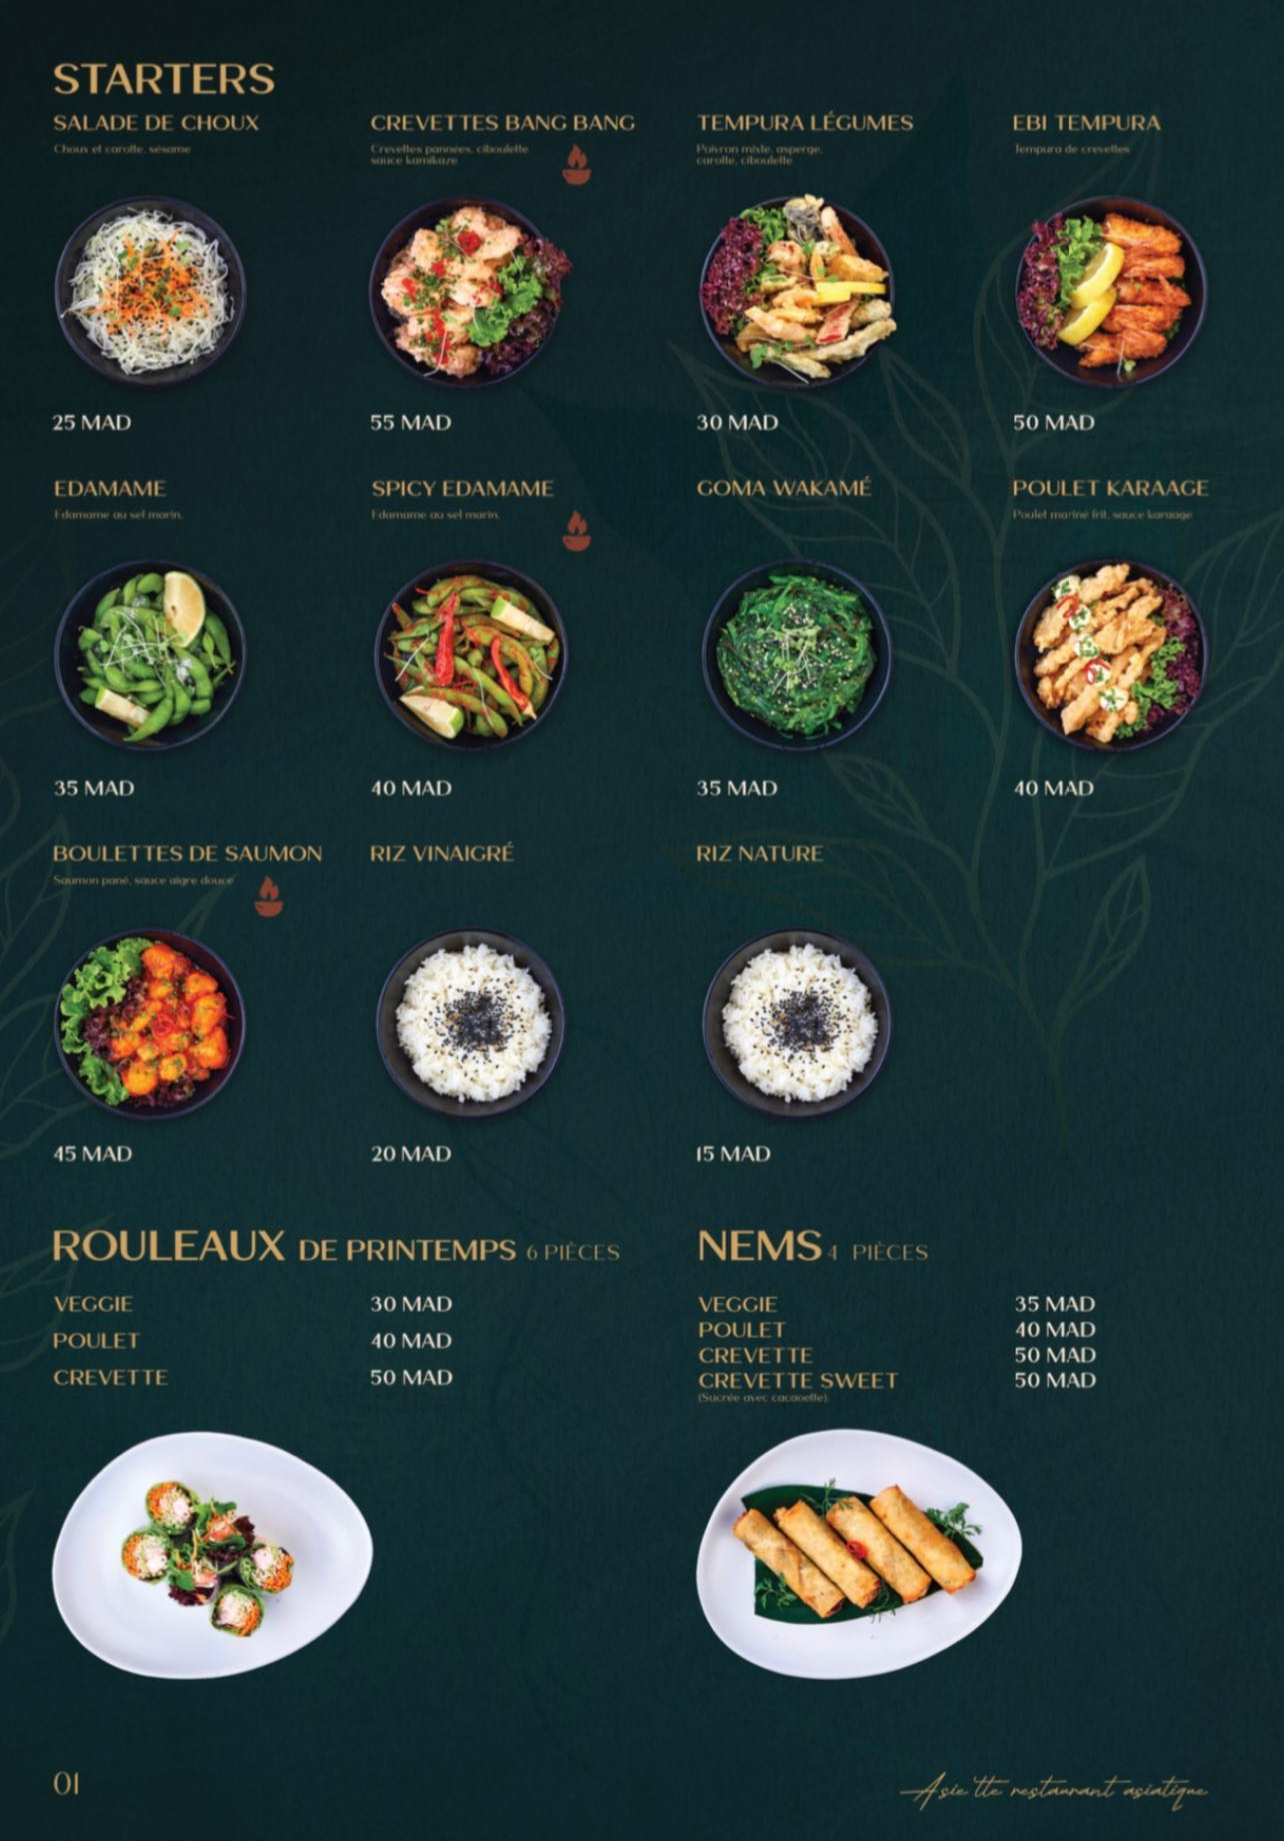 STARTERS
SALADE DE CHOUX
Choux et carotte, sésame
25 MAD
CREVETTES BANG BANG
Crevettes pannées, ciboulette
sauce kamikaze
55 MAD
TEMPURA LÉGUMES
Poivron mixte, asperge,
carotte, ciboulette
30 MAD
EBI TEMPURA
Tempura de crevettes
50 MAD
EDAMAME
Edamame au sel marin.
35 MAD
SPICY EDAMAME
Edamame au sel marin.
40 MAD
GOMA WAKAMÉ
35 MAD
POULET KARAAGE
Poulet mariné frit, sauce karaage
40 MAD
BOULETTES DE SAUMON
Saumon pané, sauce aigre douce
45 MAD
RIZ VINAIGRÉ
20 MAD
RIZ NATURE
15 MAD
ROULEAUX DE PRINTEMPS 6 PIÈCES
VEGGIE 30 MAD
POULET 40 MAD
CREVETTE 50 MAD
NEMS 4 PIÈCES
VEGGIE 35 MAD
POULET 40 MAD
CREVETTE 50 MAD
CREVETTE SWEET 50 MAD
(Sucrée avec cacaoette).
01
Asie'tte restaurant asiatique